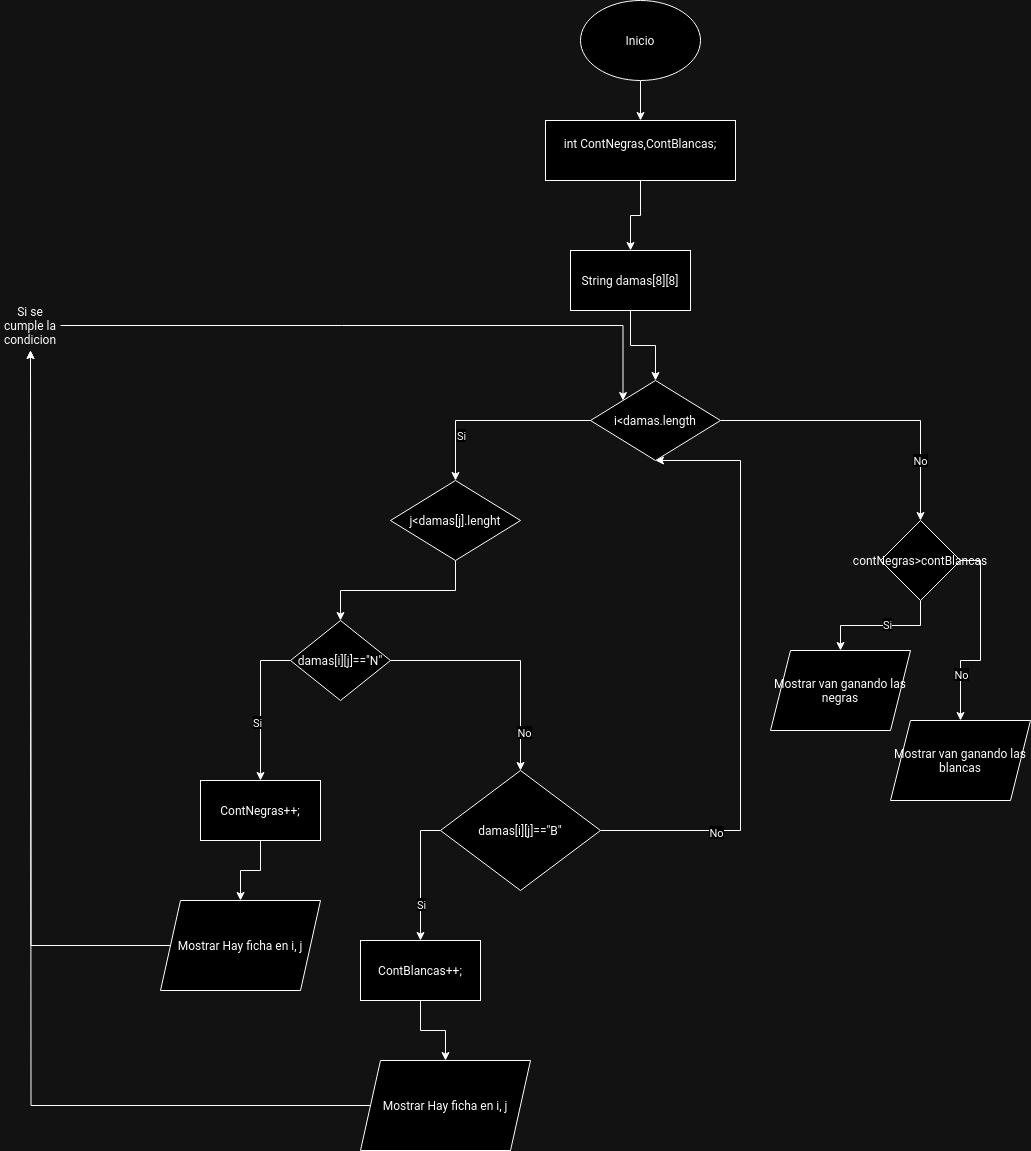 Inicio
int ContNegras,ContBlancas;
String damas[8][8]
Si se
cumple la
condicion
i<damas.length
Si
No
j<damas[j].lenght
contNegras>contBlancas
Si
No
Mostrar van ganando las
negras
Mostrar van ganando las
blancas
damas[i][j]=="N"
Si
No
ContNegras++;
damas[i][j]=="B"
No
Si
Mostrar Hay ficha en i, j
ContBlancas++;
Mostrar Hay ficha en i, j